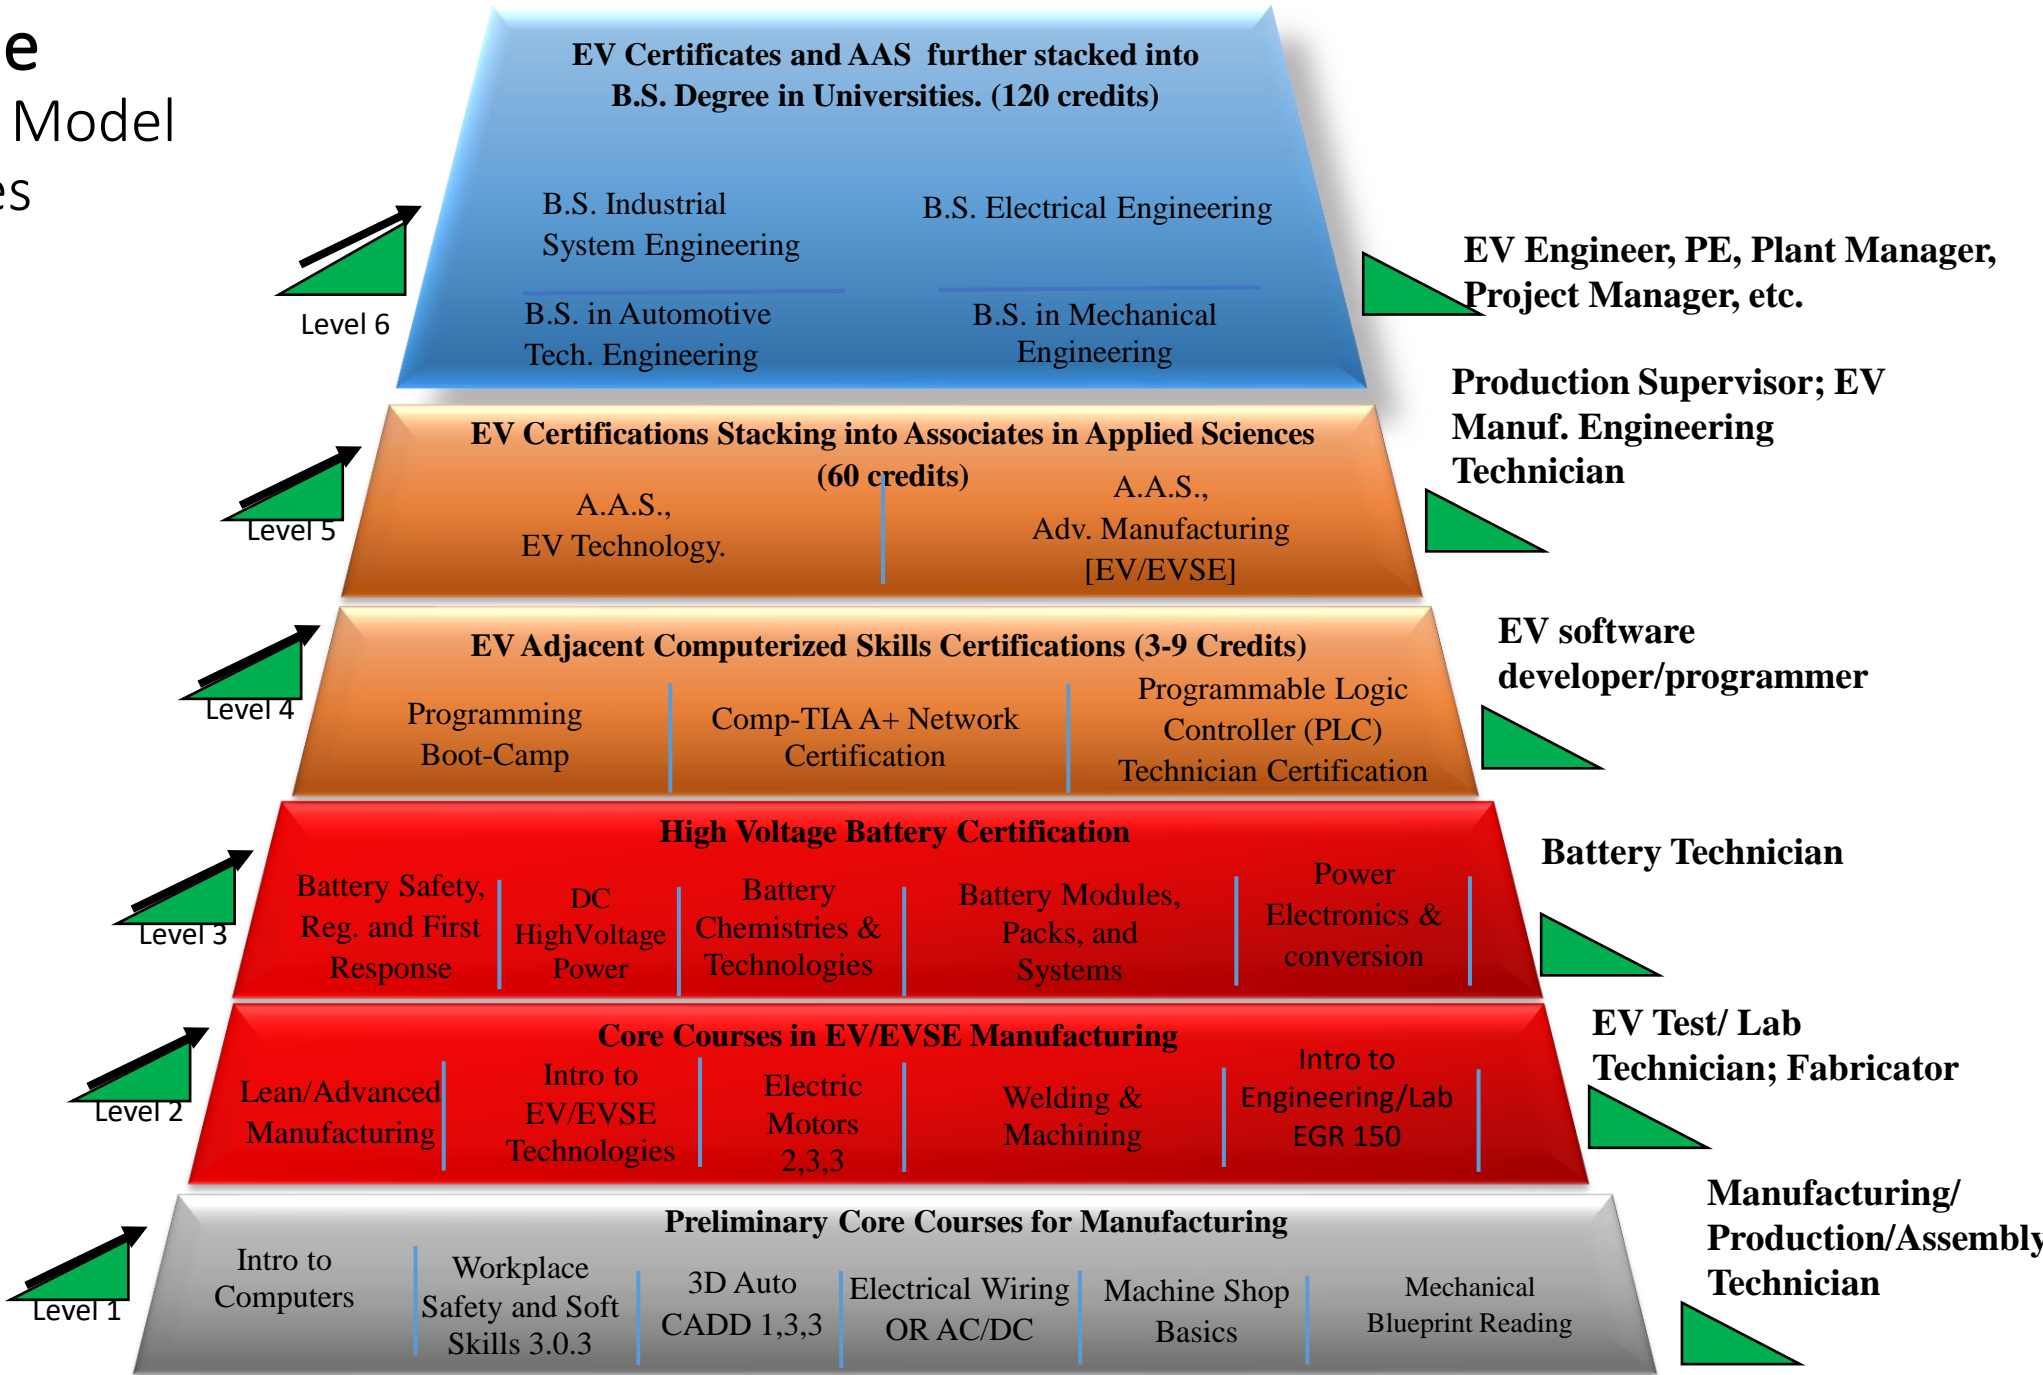 e
Model
es
EV Certificates and AAS further stacked into
B.S. Degree in Universities. (120 credits)
B.S. Industrial
System Engineering
B.S. Electrical Engineering
B.S. in Automotive
Tech. Engineering
B.S. in Mechanical
Engineering
Level 6
EV Engineer, PE, Plant Manager,
Project Manager, etc.
EV Certifications Stacking into Associates in Applied Sciences
(60 credits)
A.A.S.,
EV Technology.
A.A.S.,
Adv. Manufacturing
[EV/EVSE]
Level 5
Production Supervisor; EV
Manuf. Engineering
Technician
EV Adjacent Computerized Skills Certifications (3-9 Credits)
Programming
Boot-Camp
Comp-TIA A+ Network
Certification
Programmable Logic
Controller (PLC)
Technician Certification
Level 4
EV software
developer/programmer
High Voltage Battery Certification
Battery Safety,
Reg. and First
Response
DC
HighVoltage
Power
Battery
Chemistries &
Technologies
Battery Modules,
Packs, and
Systems
Power
Electronics &
conversion
Level 3
Battery Technician
Core Courses in EV/EVSE Manufacturing
Lean/Advanced
Manufacturing
Intro to
EV/EVSE
Technologies
Electric
Motors
2,3,3
Welding &
Machining
Intro to
Engineering/Lab
EGR 150
Level 2
EV Test/ Lab
Technician; Fabricator
Preliminary Core Courses for Manufacturing
Intro to
Computers
Workplace
Safety and Soft
Skills 3.0.3
3D Auto
CADD 1,3,3
Electrical Wiring
OR AC/DC
Machine Shop
Basics
Mechanical
Blueprint Reading
Level 1
Manufacturing/
Production/Assembly
Technician